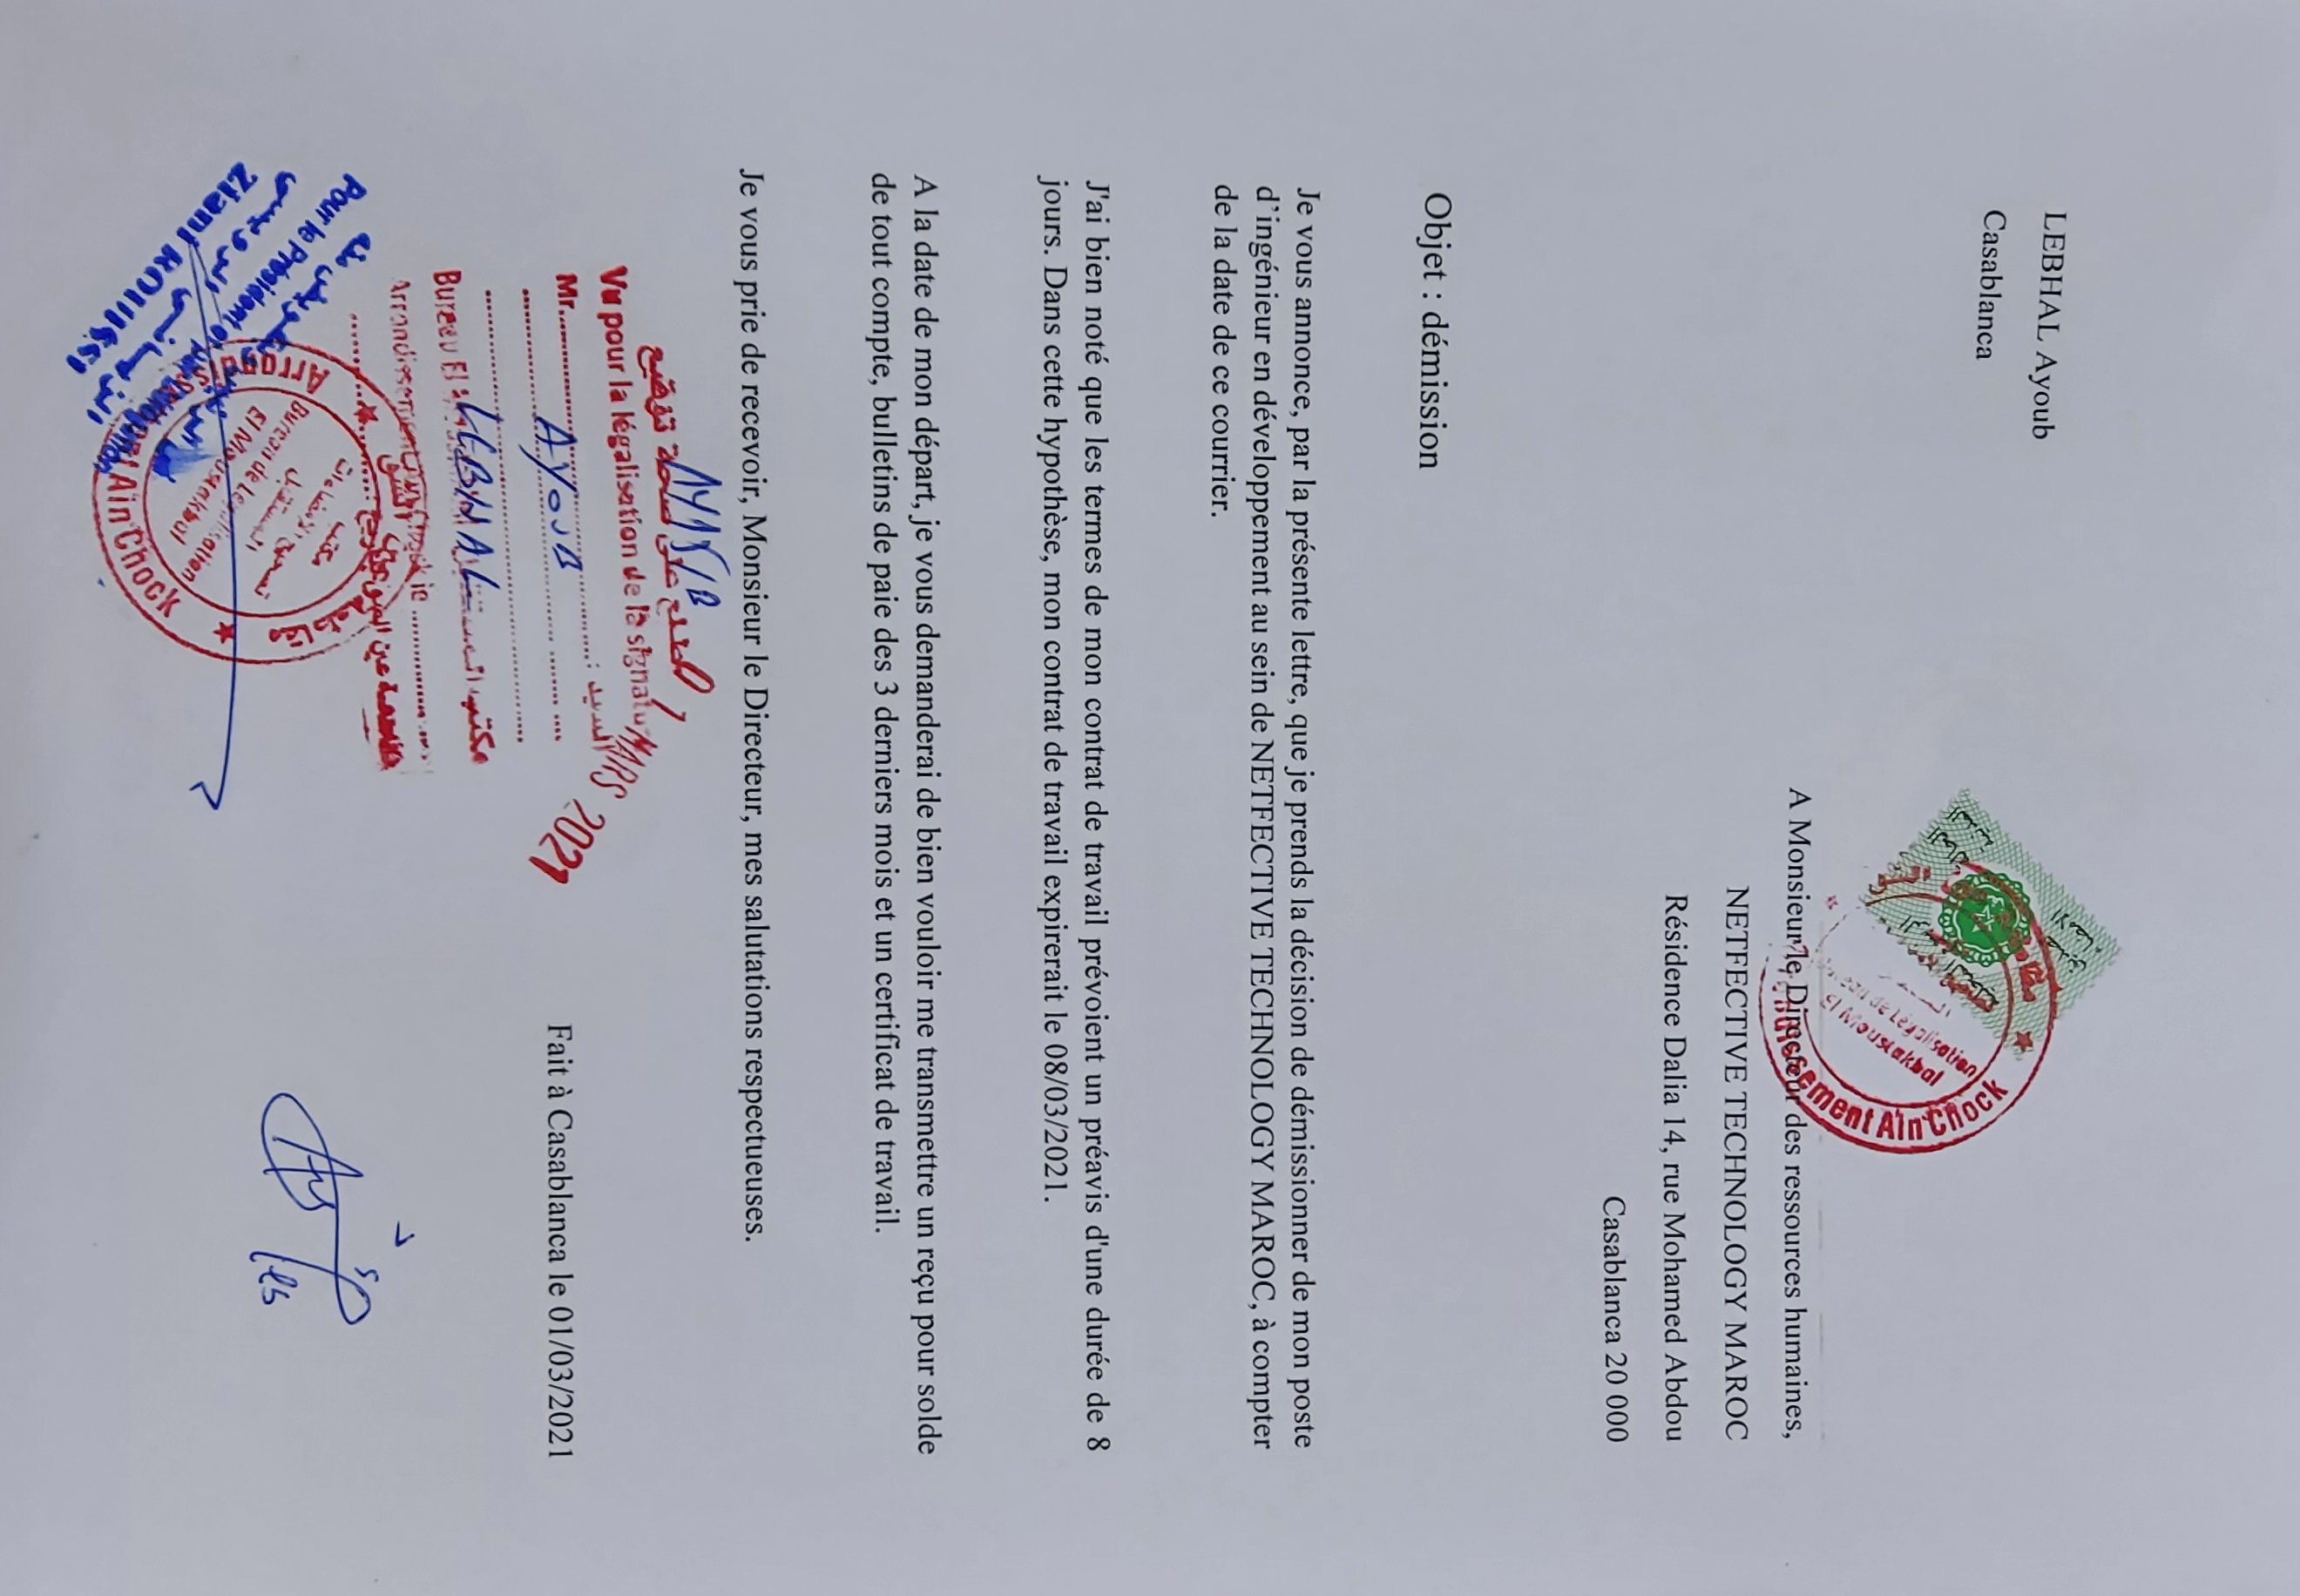 LEBHAL Ayoub
Casablanca
Arrondissement Ain Chock
Bureau de Légalisation
El Moustakbal
A Monsieur le Directeur des ressources humaines,
NETFECTIVE TECHNOLOGY MAROC
Résidence Dalia 14, rue Mohamed Abdou
Casablanca 20 000
Objet : démission
Je vous annonce, par la présente lettre, que je prends la décision de démissionner de mon poste
d’ingénieur en développement au sein de NETFECTIVE TECHNOLOGY MAROC, à compter
de la date de ce courrier.
J'ai bien noté que les termes de mon contrat de travail prévoient un préavis d'une durée de 8
jours. Dans cette hypothèse, mon contrat de travail expirerait le 08/03/2021.
A la date de mon départ, je vous demanderai de bien vouloir me transmettre un reçu pour solde
de tout compte, bulletins de paie des 3 derniers mois et un certificat de travail.
Je vous prie de recevoir, Monsieur le Directeur, mes salutations respectueuses.
على صحة توقيع
Vu pour la légalisation de la signatu
MARS 2021
Mr. السيد :
AYOUB
LEBHAL
Bureau El مكتب المستقبل
Arrondissement Ain Chock le
مقاطعة عين الشق بتاريخ :
Fait à Casablanca le 01/03/2021
مقاطعة عين الشق
مكتب
تصحيح الإمضاءات
المستقبل
Bureau de Légalisation
El Moustakbal
Arrondissement Ain Chock
عن الرئيس وبتفويض منه
Pour le Président et par délégation
الزياني الرويسي
Ziani ROUISSI